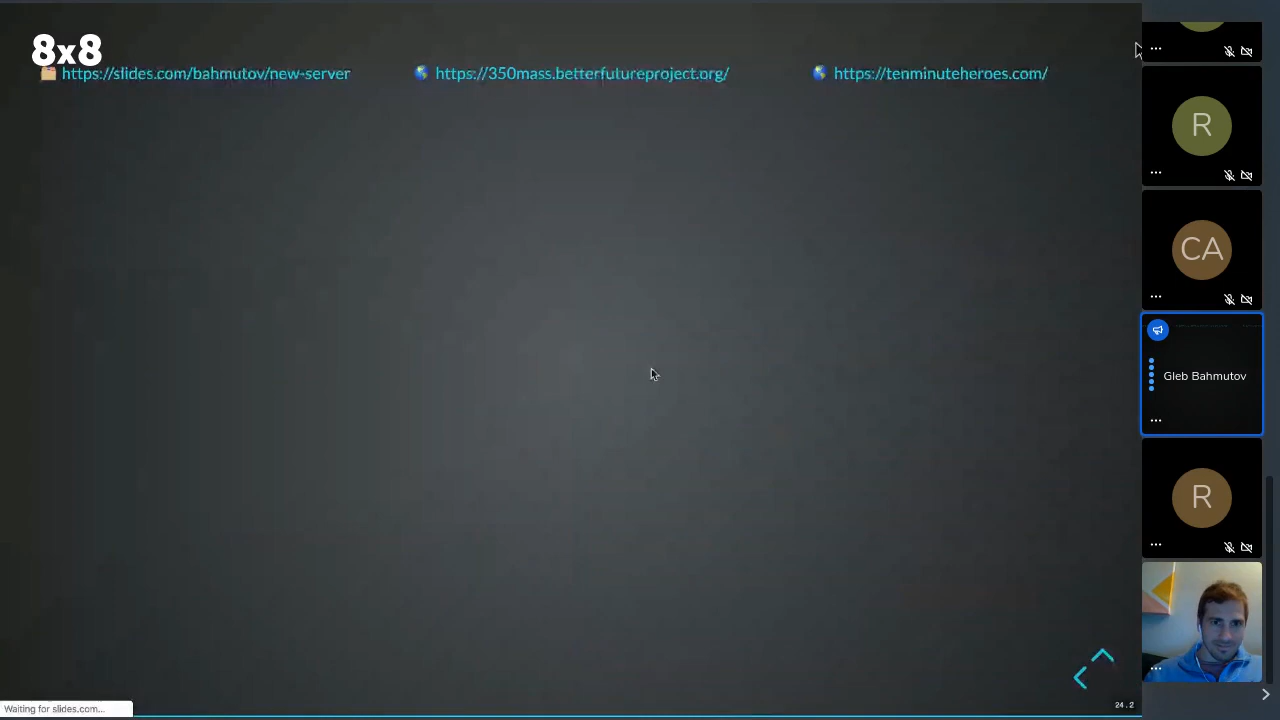 8x8
https://slides.com/bahmutov/new-server
https://350mass.betterfutureproject.org/
https://tenminuteheroes.com/
R
CA
Gleb Bahmutov
R
24.2
Waiting for slides.com...